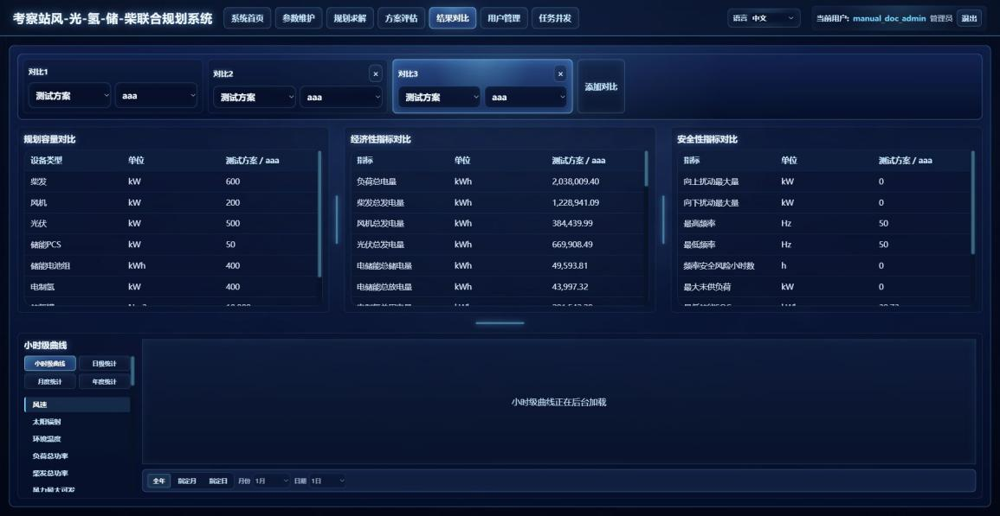 考察站风-光-氢-储-柴联合规划系统 系统首页 参数维护 规划求解 方案评估 结果对比 用户管理 任务并发 语言 中文 当前用户: manual_doc_admin 管理员 退出
对比1
测试方案 aaa
对比2 ×
测试方案 aaa
对比3 ×
测试方案 aaa
添加对比
规划容量对比
设备类型 单位 测试方案 / aaa
柴发 kW 600
风机 kW 200
光伏 kW 500
储能PCS kW 50
储能电池组 kWh 400
电制氢 kW 400
经济性指标对比
指标 单位 测试方案 / aaa
负荷总电量 kWh 2,038,009.40
柴发总发电量 kWh 1,228,941.09
风机总发电量 kWh 384,439.99
光伏总发电量 kWh 669,908.49
电储能总储电量 kWh 49,593.81
电储能总放电量 kWh 43,997.32
安全性指标对比
指标 单位 测试方案 / aaa
向上扰动最大量 kW 0
向下扰动最大量 kW 0
最高频率 Hz 50
最低频率 Hz 50
频率安全风险小时数 h 0
最大未供负荷 kW 0
小时级曲线
小时级曲线 日级统计
月度统计 年度统计
风速
太阳辐射
环境温度
负荷总功率
柴发总功率
风力最大可发
小时级曲线正在后台加载
全年 指定月 指定日 月份 1月 日期 1日